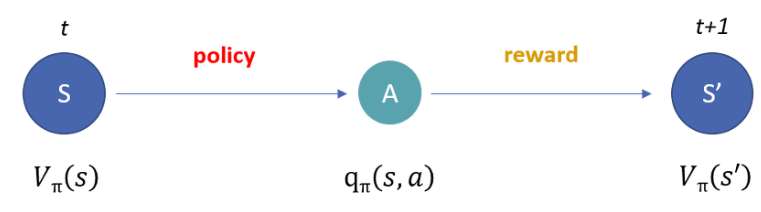 t t+1
policy reward
S A S’
Vπ(s) qπ(s, a) Vπ(s′)